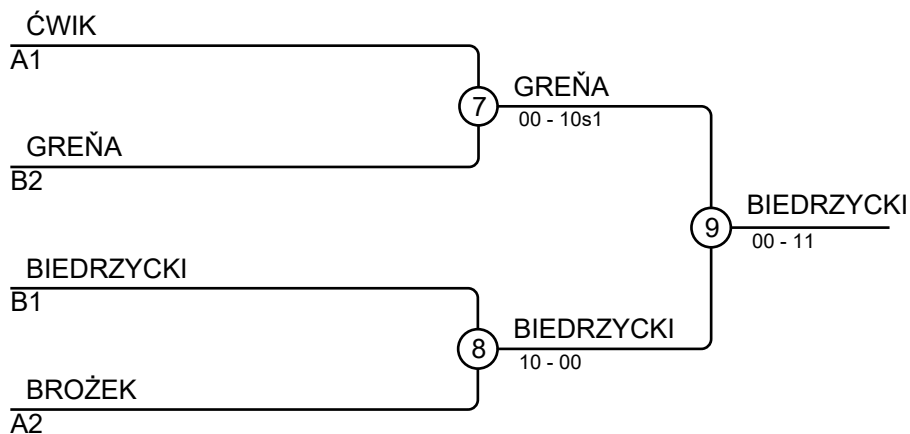 ĆWIK
A1
7
GREŇA
00 - 10s1
GREŇA
B2
9
BIEDRZYCKI
00 - 11
BIEDRZYCKI
B1
8
BIEDRZYCKI
10 - 00
BROŻEK
A2